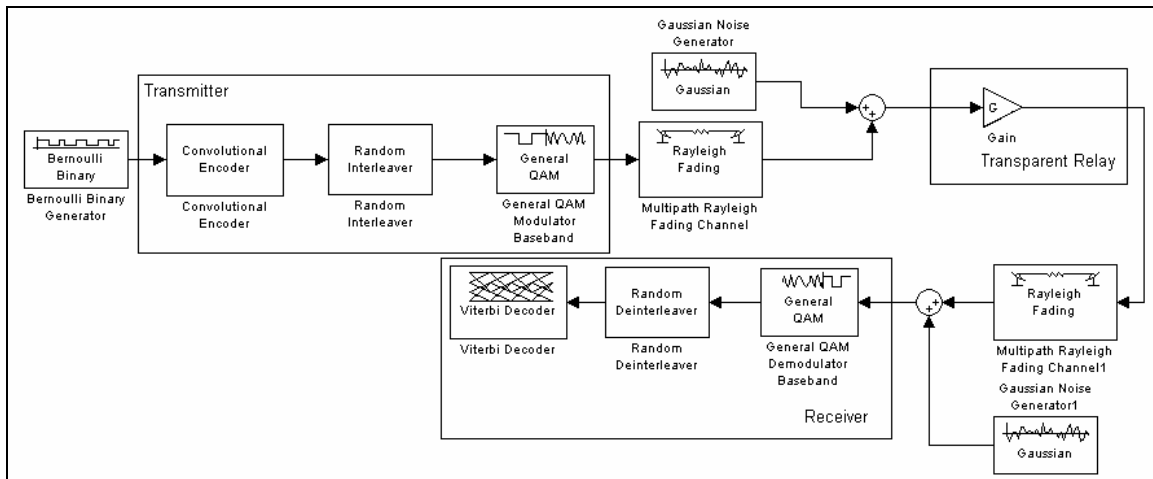 Gaussian Noise
Generator
Gaussian
Transmitter
Bernoulli
Binary
Bernoulli Binary
Generator
Convolutional
Encoder
Convolutional
Encoder
Random
Interleaver
Random
Interleaver
General
QAM
General QAM
Modulator
Baseband
Rayleigh
Fading
Multipath Rayleigh
Fading Channel
+
+
G
Gain
Transparent Relay
Viterbi Decoder
Viterbi Decoder
Random
Deinterleaver
Random
Deinterleaver
General
QAM
General QAM
Demodulator
Baseband
Receiver
+
+
Rayleigh
Fading
Multipath Rayleigh
Fading Channel1
Gaussian Noise
Generator1
Gaussian